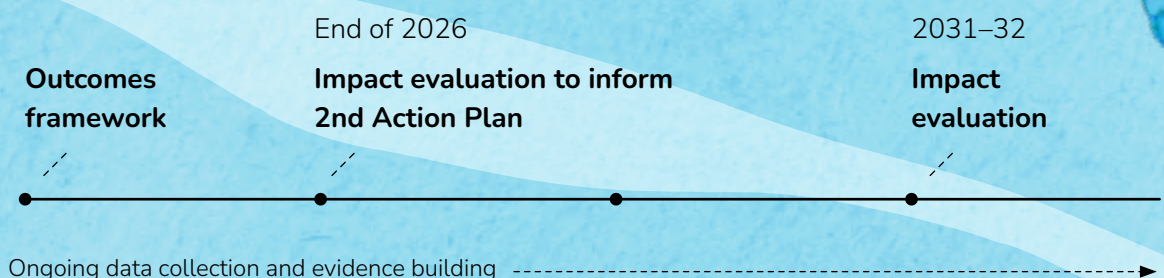 Outcomes
framework
End of 2026
Impact evaluation to inform
2nd Action Plan
2031–32
Impact
evaluation
Ongoing data collection and evidence building